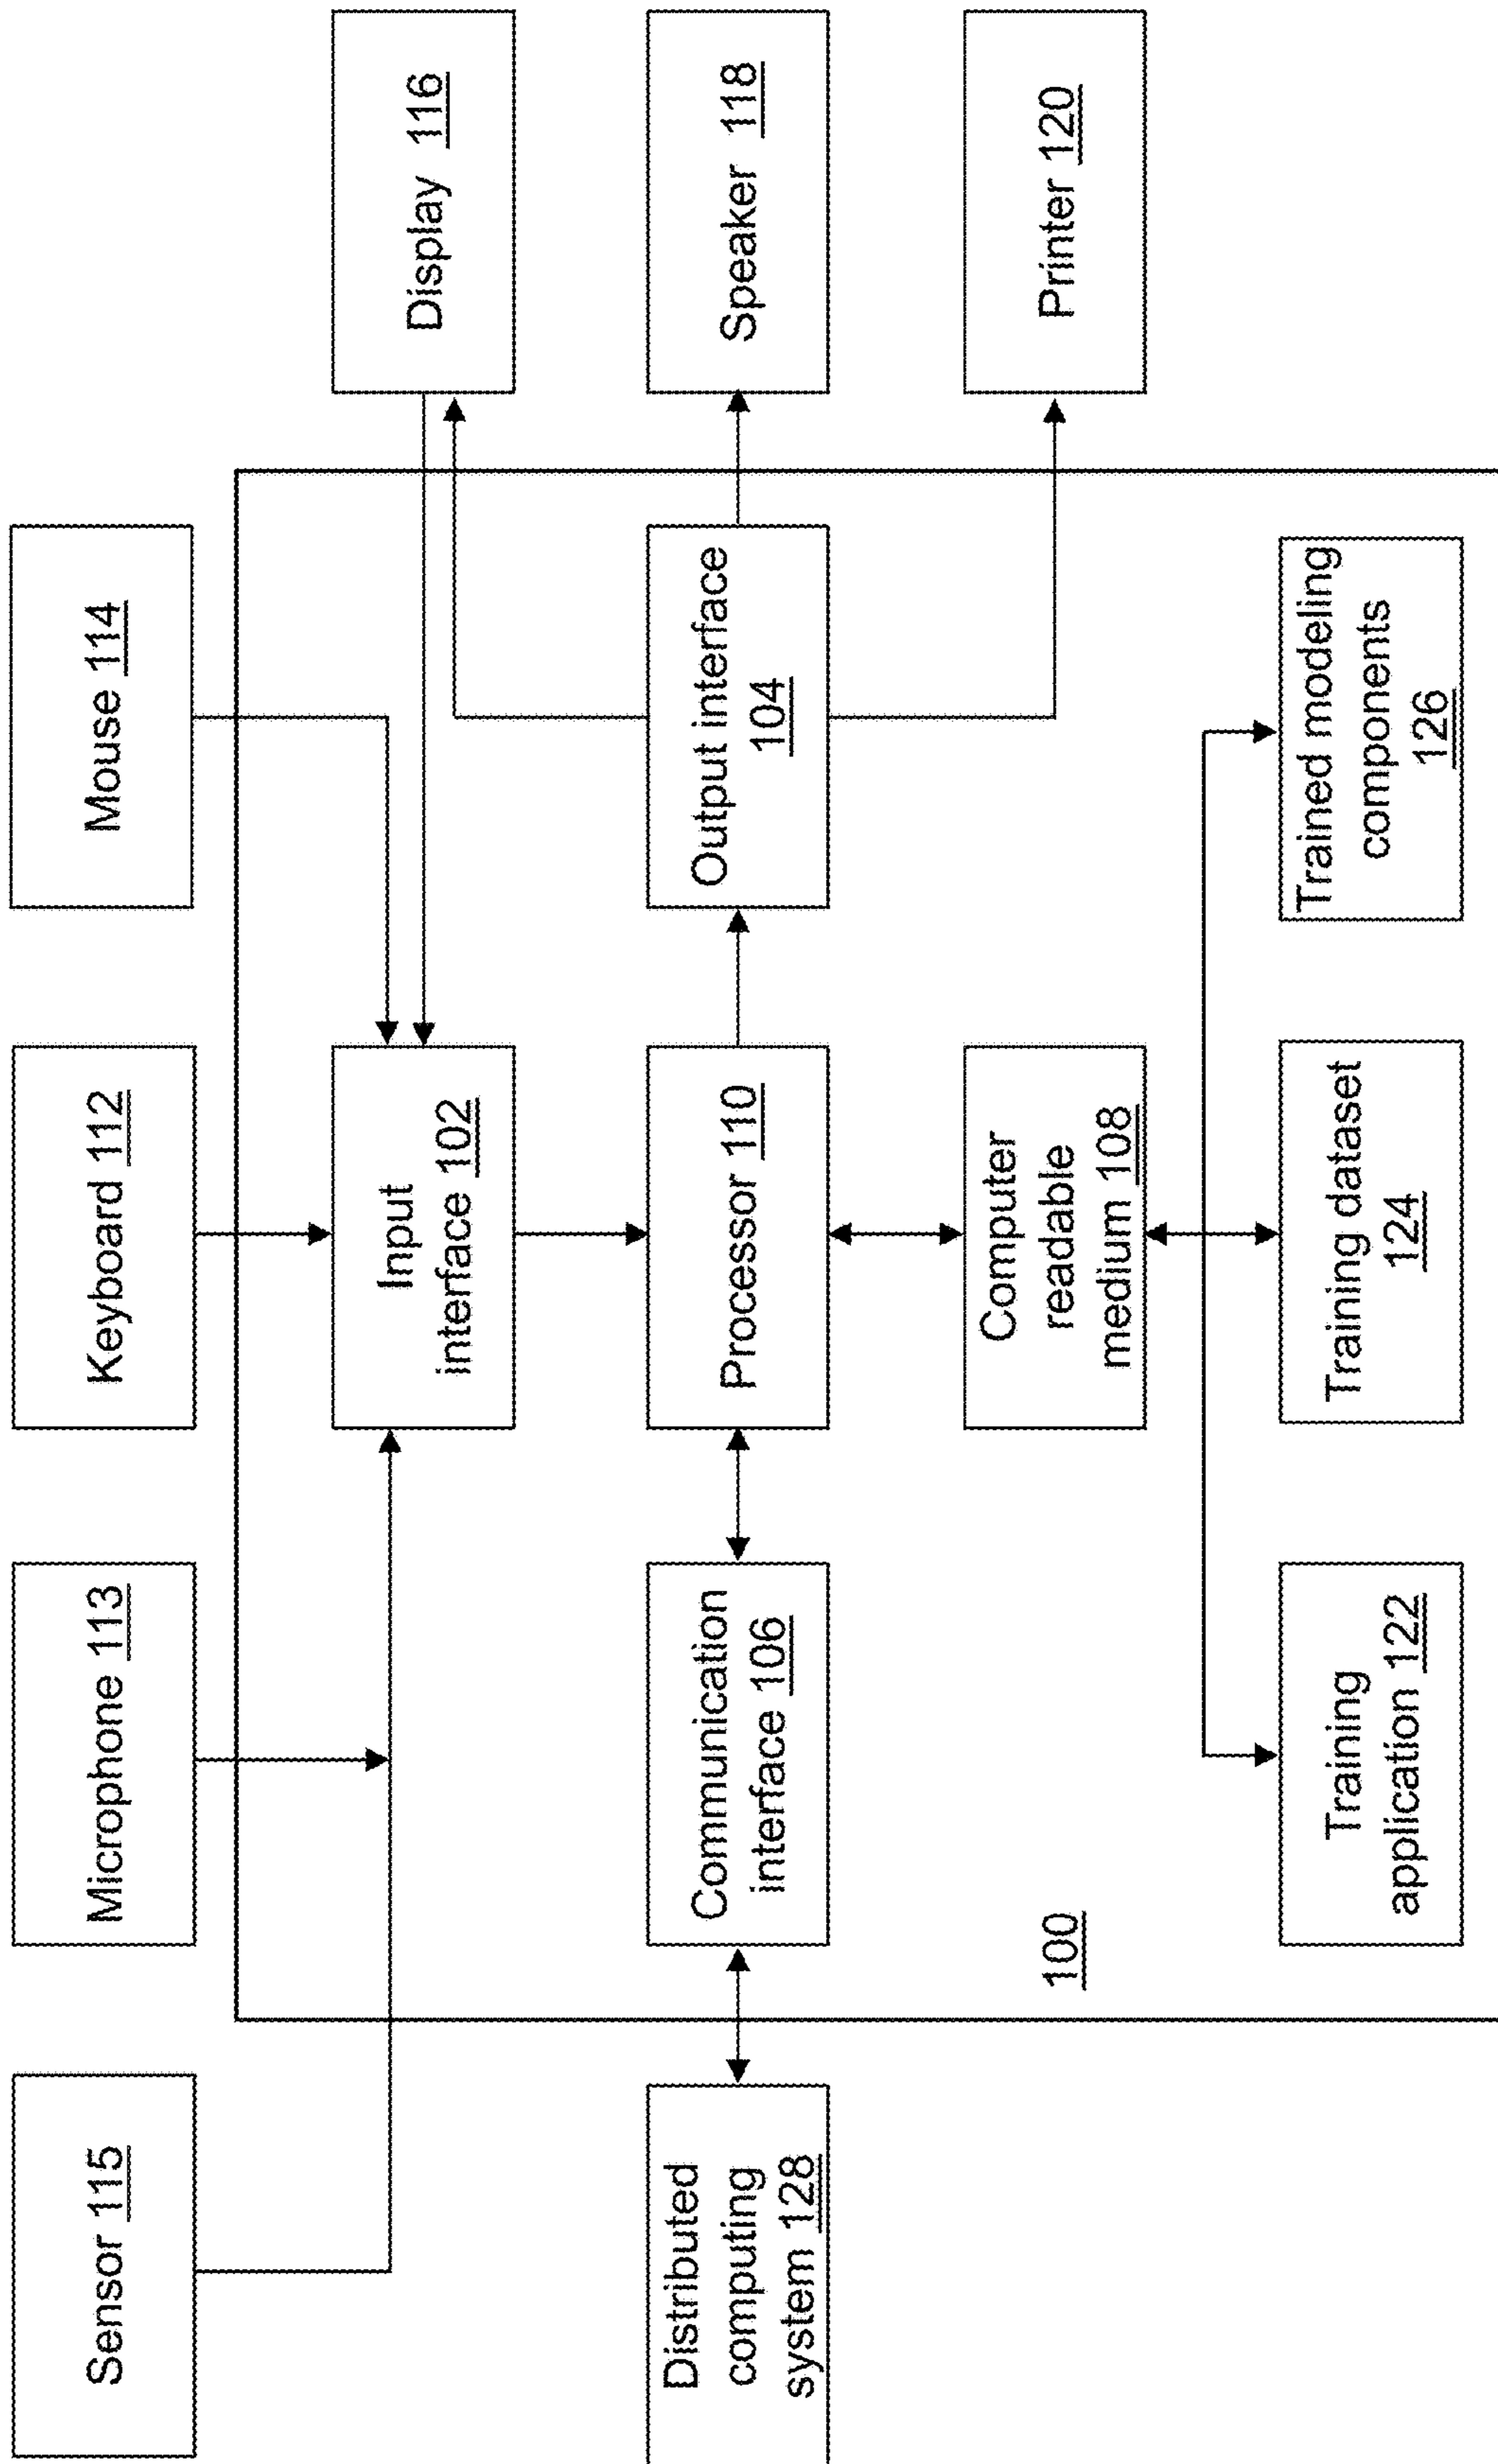 Sensor 115
Microphone 113
Keyboard 112
Mouse 114
Input
interface 102
Display 116
Distributed
computing
system 128
Communication
interface 106
Processor 110
Output interface
104
Speaker 118
100
Computer
readable
medium 108
Printer 120
Training
application 122
Training dataset
124
Trained modeling
components
126